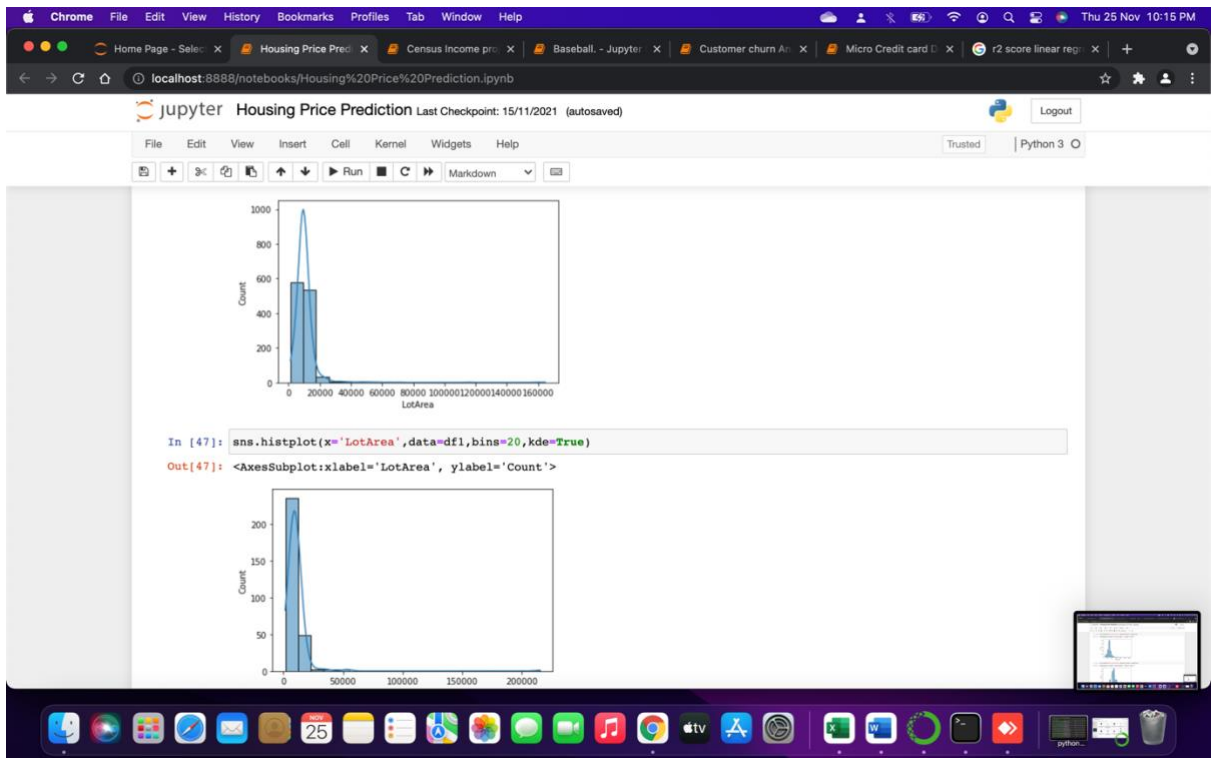 Chrome File Edit View History Bookmarks Profiles Tab Window Help Thu 25 Nov 10:15 PM
Home Page - Selec Housing Price Pred Census Income pro Baseball. - Jupyter Customer churn An Micro Credit card D r2 score linear regr
localhost:8888/notebooks/Housing%20Price%20Prediction.ipynb
jupyter Housing Price Prediction Last Checkpoint: 15/11/2021 (autosaved) Logout
File Edit View Insert Cell Kernel Widgets Help Trusted Python 3
Run Markdown
1000
800
600
400
200
0
Count
0 20000 40000 60000 80000 100000 120000 140000 160000
LotArea
In [47]: sns.histplot(x='LotArea',data=df1,bins=20,kde=True)
Out[47]: <AxesSubplot:xlabel='LotArea', ylabel='Count'>
200
150
100
50
0
Count
0 50000 100000 150000 200000
NOV
25
tv
python...